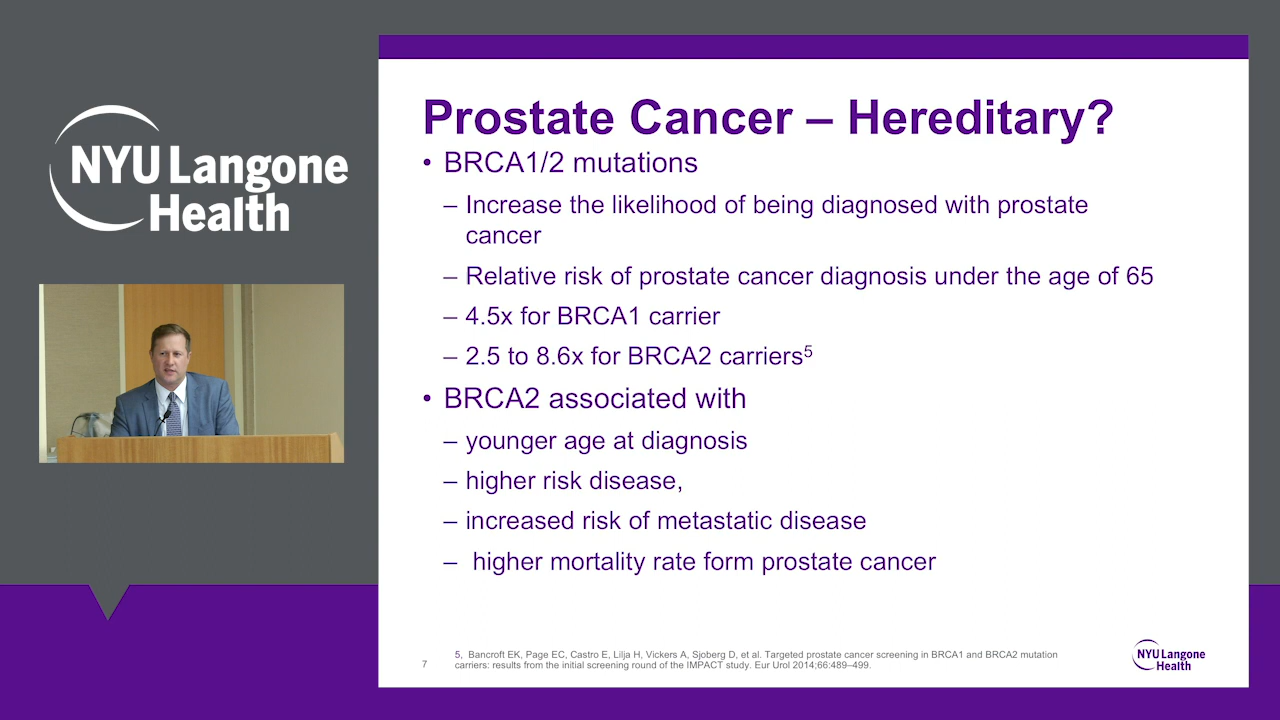 NYU Langone
Health
Prostate Cancer – Hereditary?
• BRCA1/2 mutations
– Increase the likelihood of being diagnosed with prostate
cancer
– Relative risk of prostate cancer diagnosis under the age of 65
– 4.5x for BRCA1 carrier
– 2.5 to 8.6x for BRCA2 carriers⁵
• BRCA2 associated with
– younger age at diagnosis
– higher risk disease,
– increased risk of metastatic disease
– higher mortality rate form prostate cancer
7
5, Bancroft EK, Page EC, Castro E, Lilja H, Vickers A, Sjoberg D, et al. Targeted prostate cancer screening in BRCA1 and BRCA2 mutation
carriers: results from the initial screening round of the IMPACT study. Eur Urol 2014;66:489–499.
NYU Langone
Health